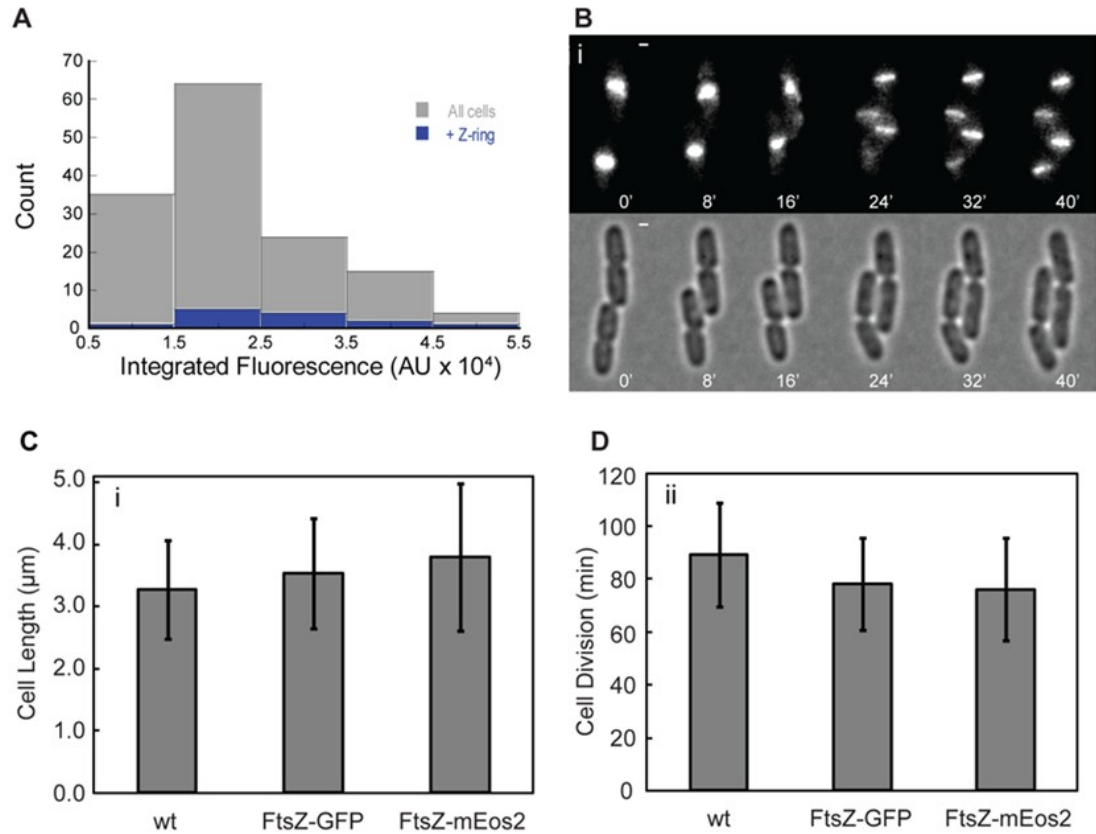 A
70
60
50
40
30
20
10
0
Count
All cells
+ Z-ring
0.5 1.5 2.5 3.5 4.5 5.5
Integrated Fluorescence (AU x 10⁴)
B
i
0' 8' 16' 24' 32' 40'
0' 8' 16' 24' 32' 40'
C
i
5.0
4.0
3.0
2.0
1.0
0.0
Cell Length (µm)
wt FtsZ-GFP FtsZ-mEos2
D
ii
120
100
80
60
40
20
0
Cell Division (min)
wt FtsZ-GFP FtsZ-mEos2